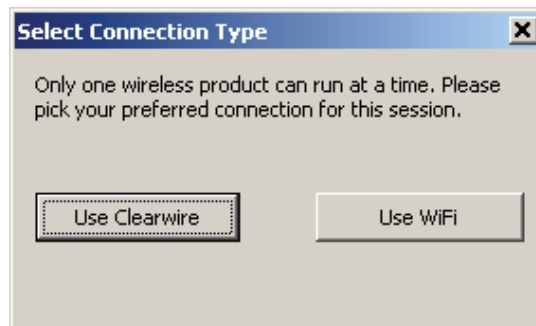 Select Connection Type
Only one wireless product can run at a time. Please
pick your preferred connection for this session.
Use Clearwire
Use WiFi